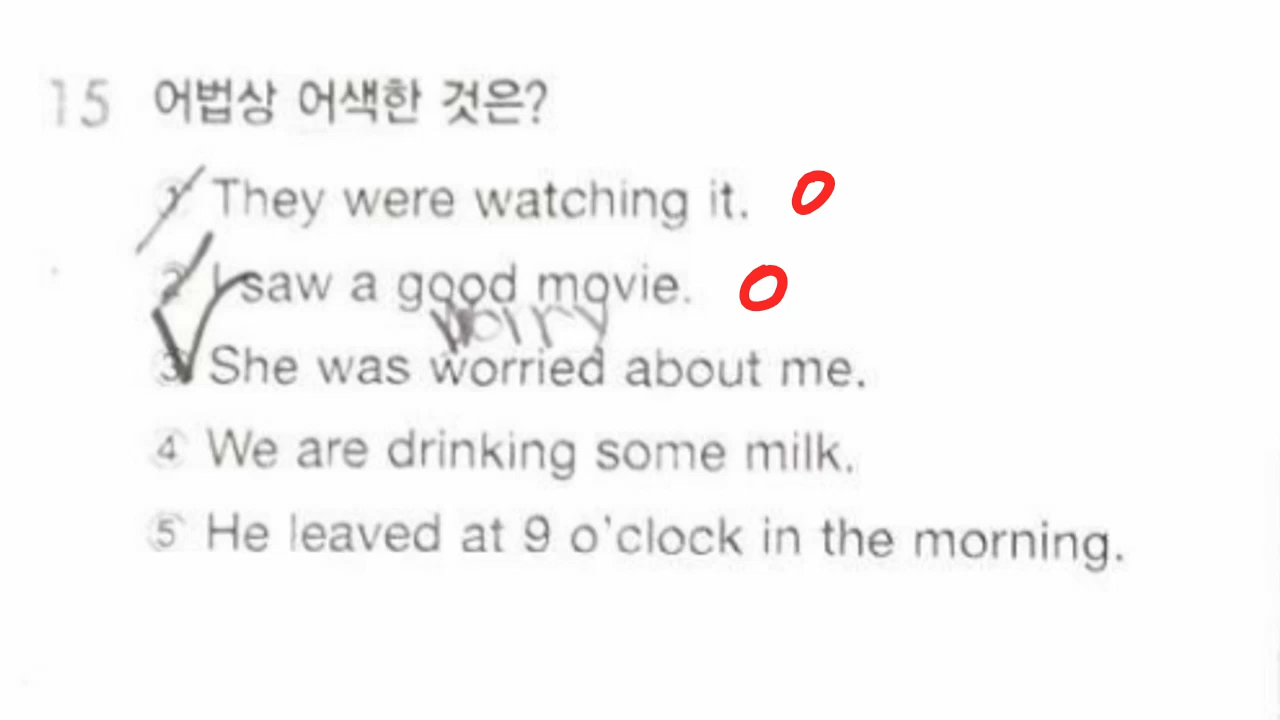 15 어법상 어색한 것은?
① They were watching it. O
② I saw a good movie. O
worry
③ She was worried about me.
④ We are drinking some milk.
⑤ He leaved at 9 o'clock in the morning.